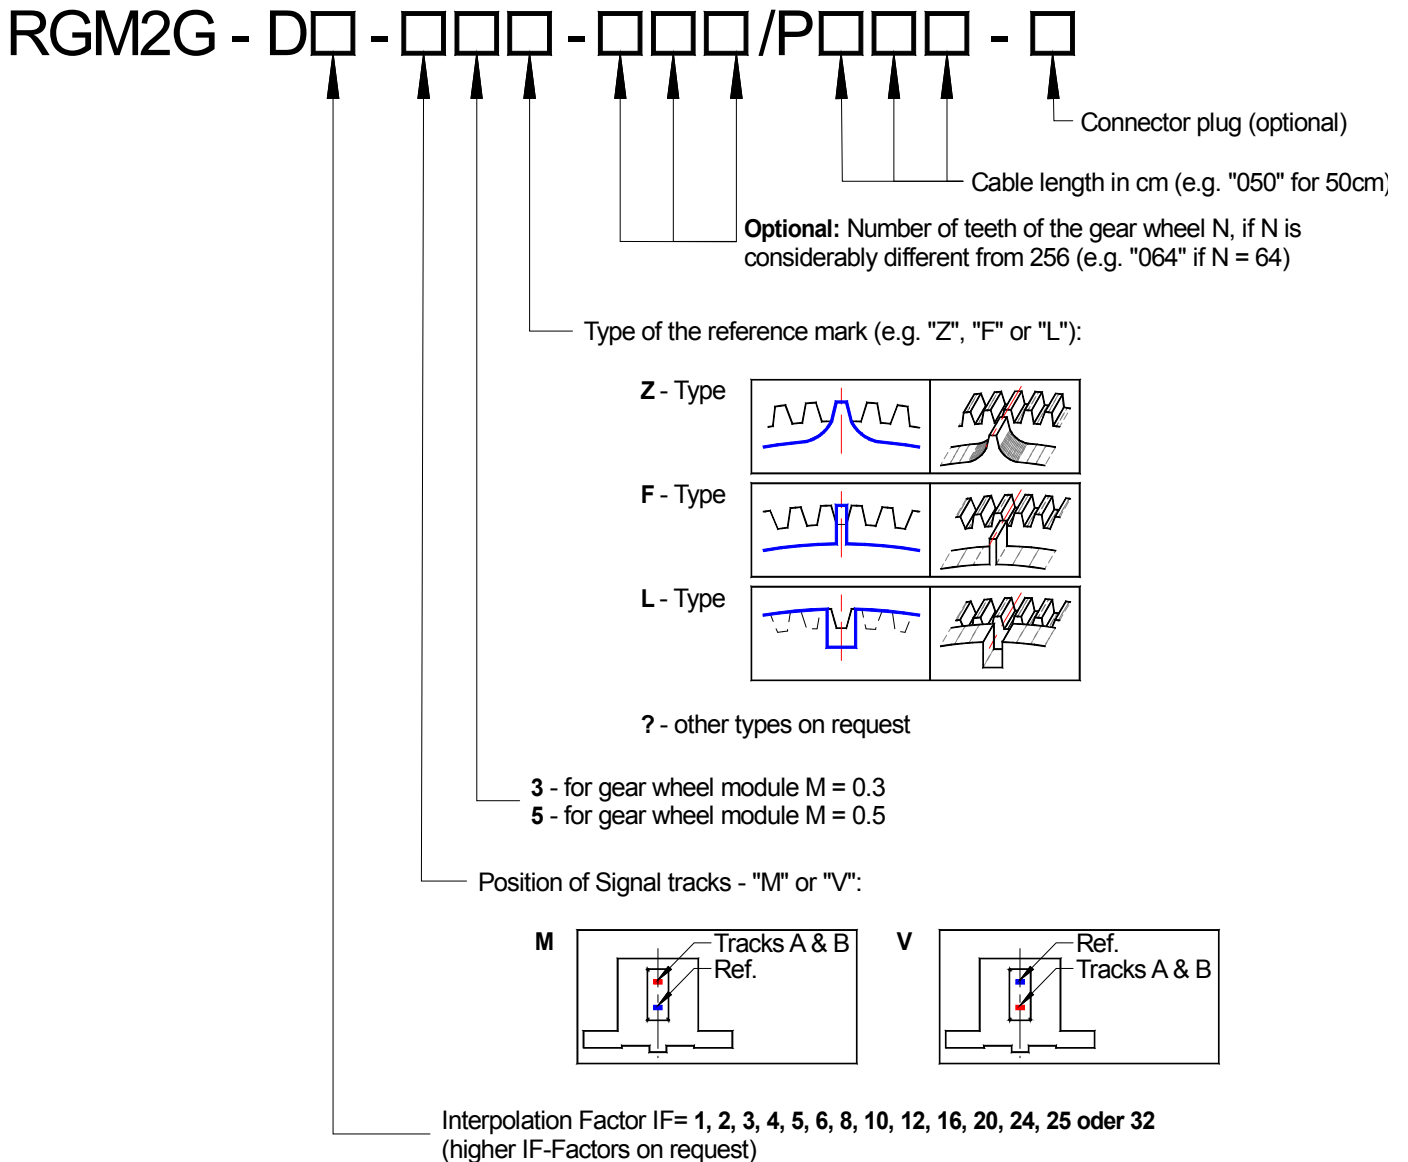 RGM2G - D□ - □□□ - □□□/P□□□ - □
Connector plug (optional)
Cable length in cm (e.g. "050" for 50cm)
Optional: Number of teeth of the gear wheel N, if N is
considerably different from 256 (e.g. "064" if N = 64)
Type of the reference mark (e.g. "Z", "F" or "L"):
Z - Type
F - Type
L - Type
? - other types on request
3 - for gear wheel module M = 0.3
5 - for gear wheel module M = 0.5
Position of Signal tracks - "M" or "V":
M
Tracks A & B
Ref.
V
Ref.
Tracks A & B
Interpolation Factor IF= 1, 2, 3, 4, 5, 6, 8, 10, 12, 16, 20, 24, 25 oder 32
(higher IF-Factors on request)